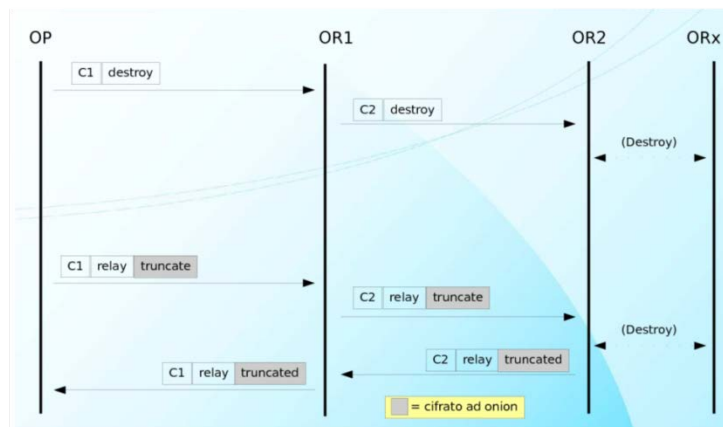 OP OR1 OR2 ORx
C1 destroy
C2 destroy
(Destroy)
C1 relay truncate
C2 relay truncate
(Destroy)
C2 relay truncated
C1 relay truncated
= cifrato ad onion